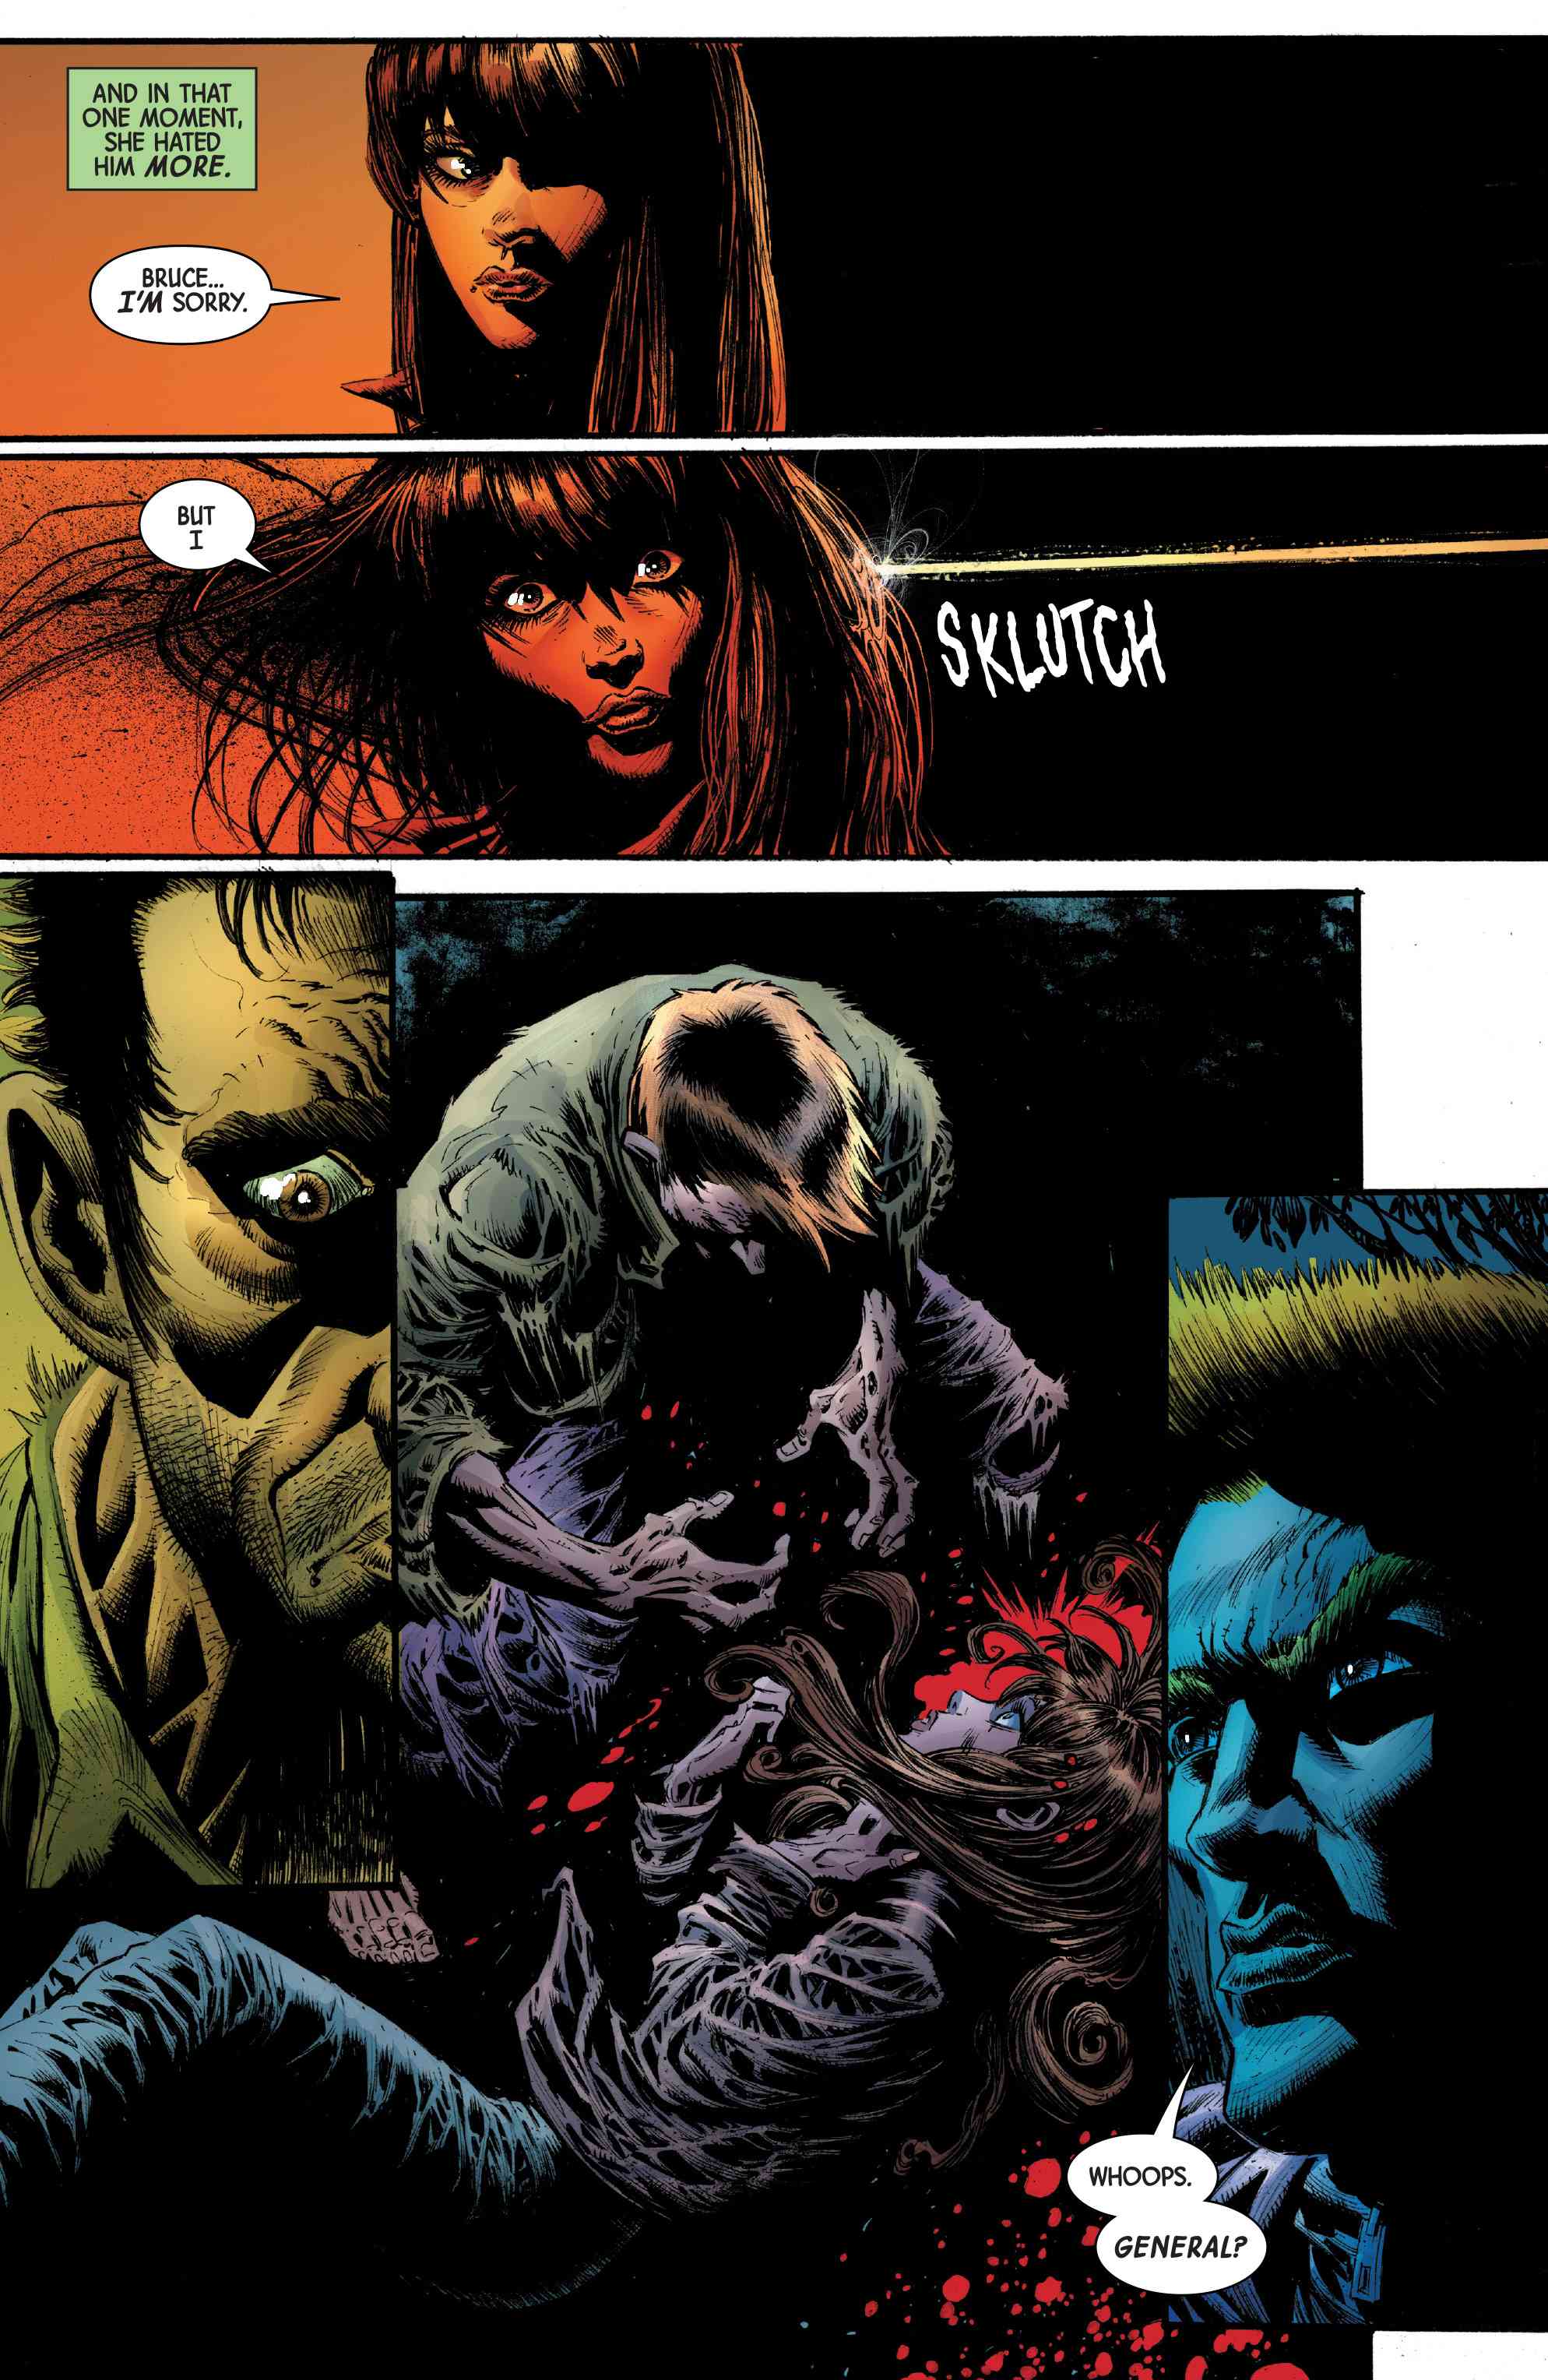 AND IN THAT
ONE MOMENT,
SHE HATED
HIM MORE.
BRUCE...
I'M SORRY.
BUT
I
SKLUTCH
WHOOPS.
GENERAL?